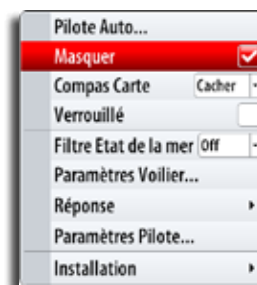 Pilote Auto...
Masquer
Compas Carte Cacher
Verrouillé
Filtre Etat de la mer Off
Paramètres Voilier...
Réponse
Paramètres Pilote...
Installation